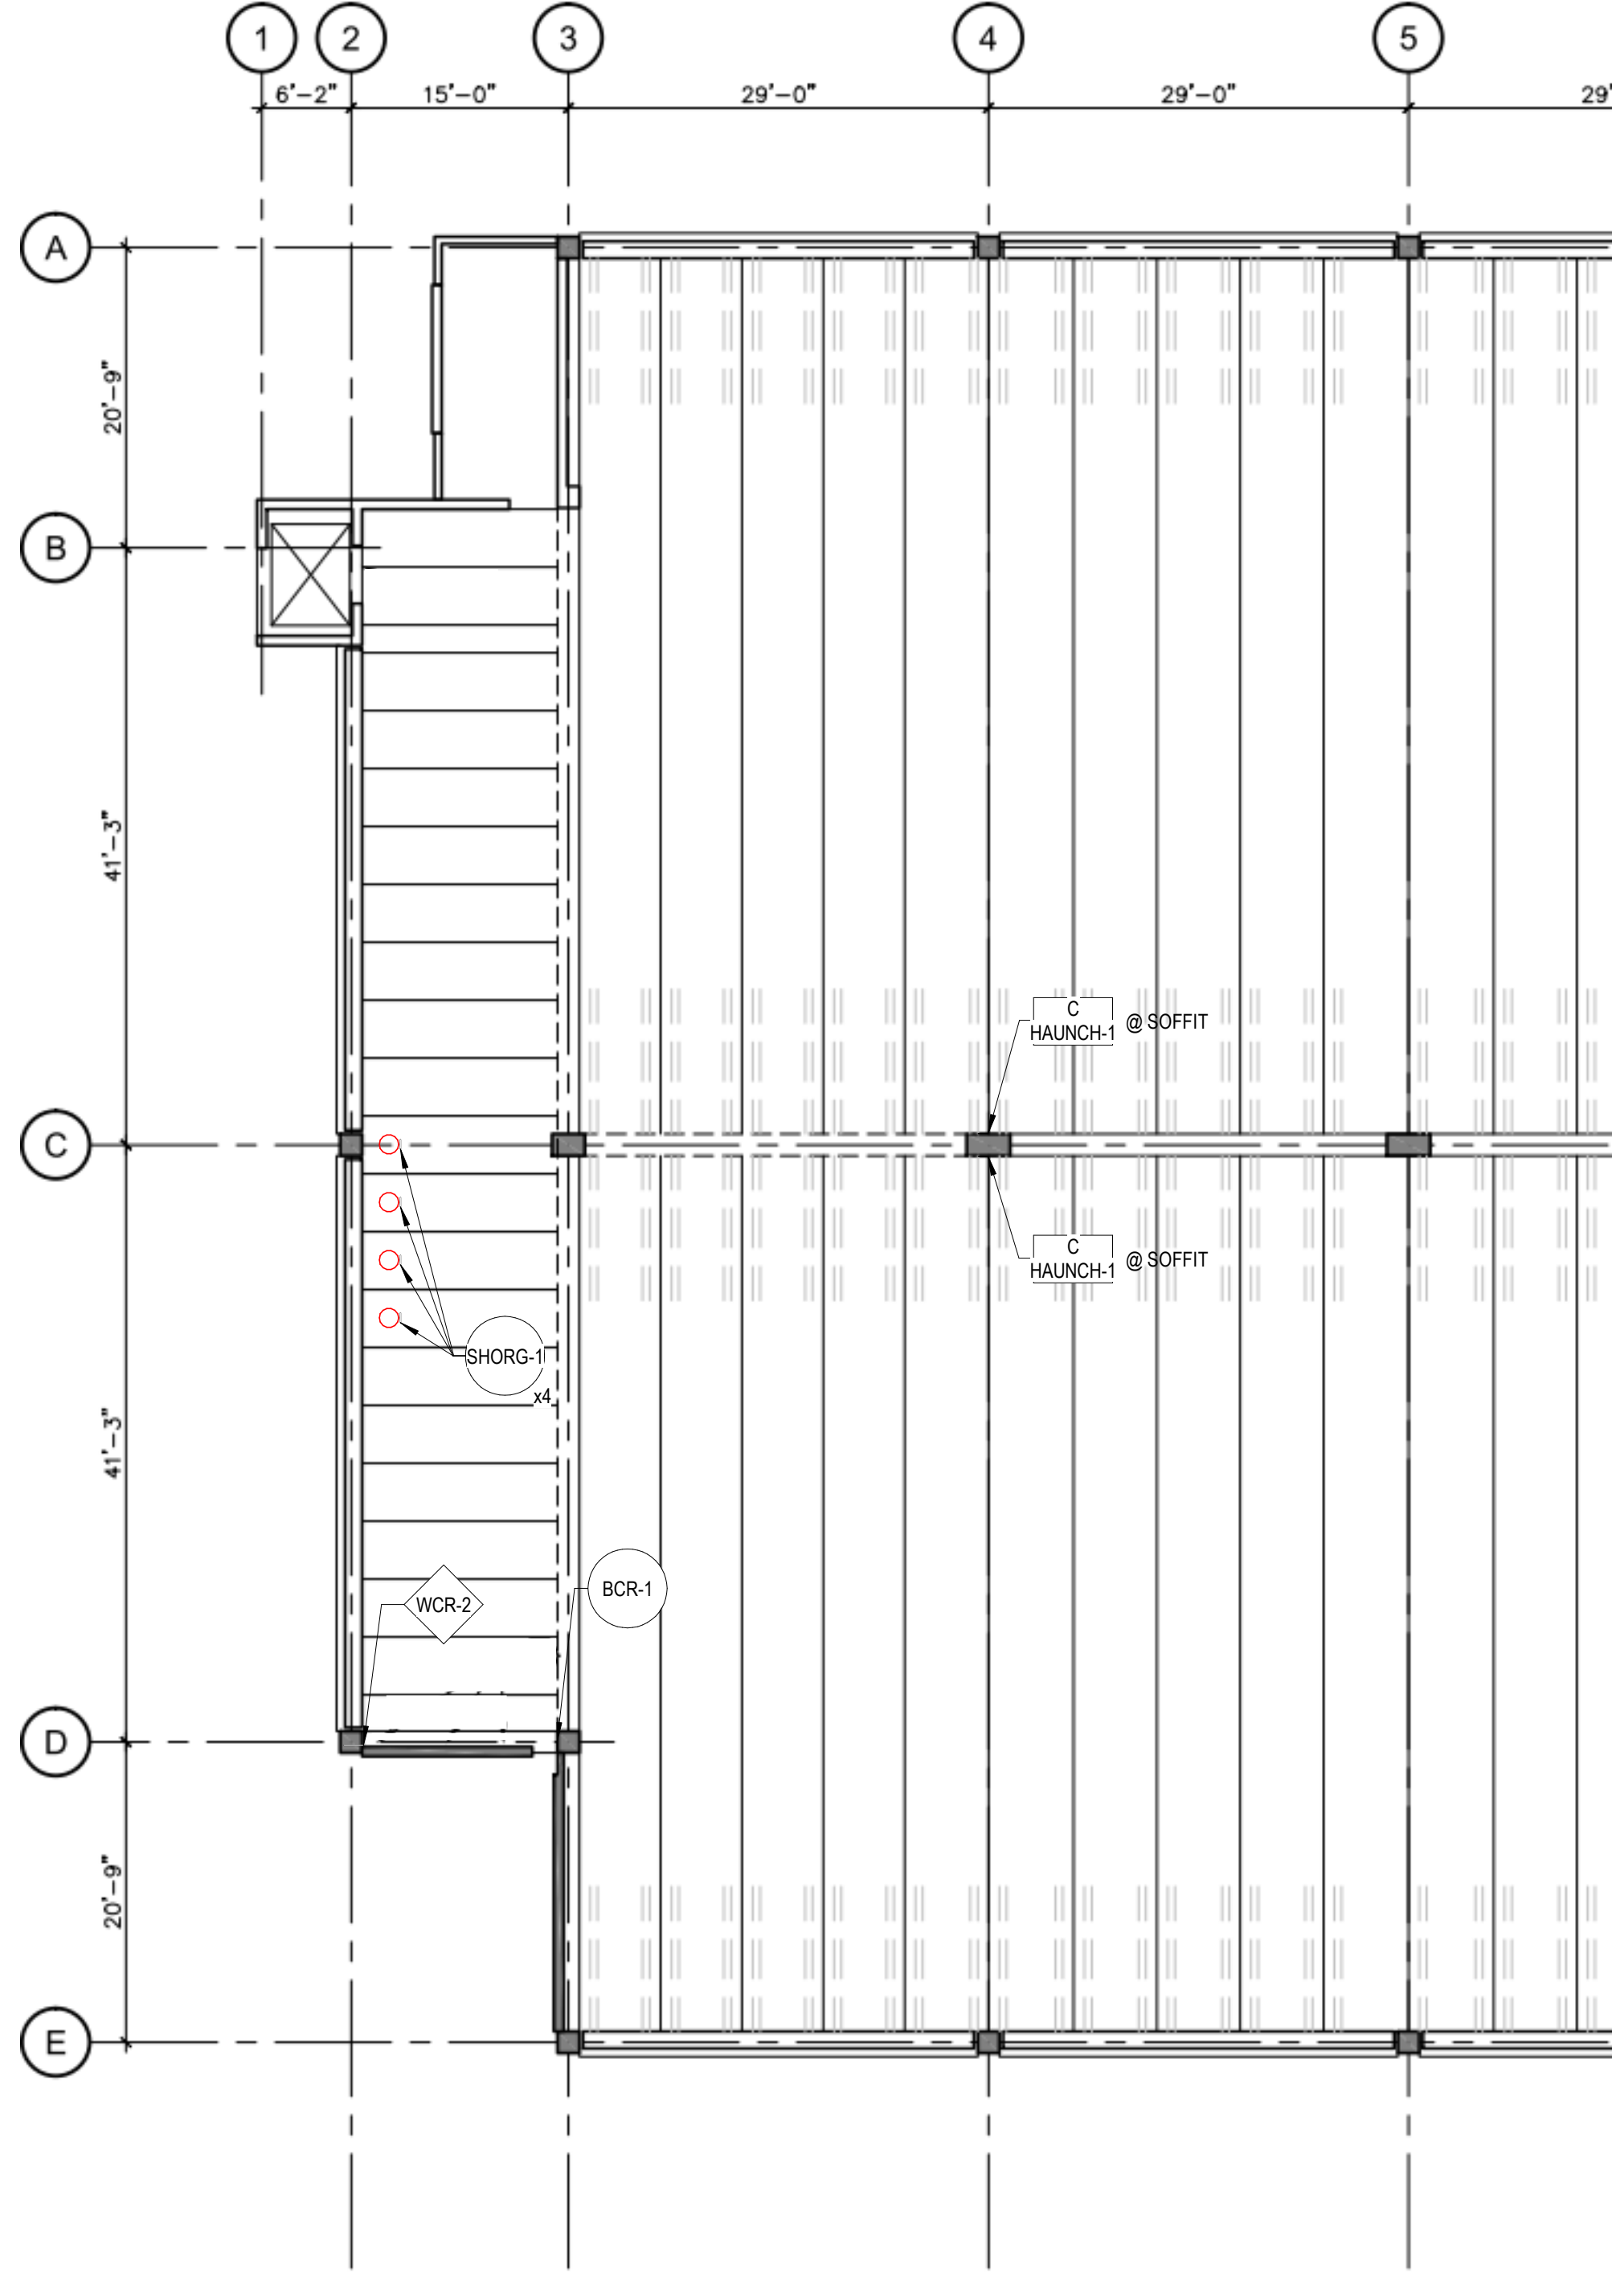 1 2 3 4 5
6'-2" 15'-0" 29'-0" 29'-0" 29'
A
20'-9"
B
41'-3"
C
HAUNCH-1 @ SOFFIT
C
C
HAUNCH-1 @ SOFFIT
SHORG-1
x4
41'-3"
BCR-1
WCR-2
D
20'-9"
E